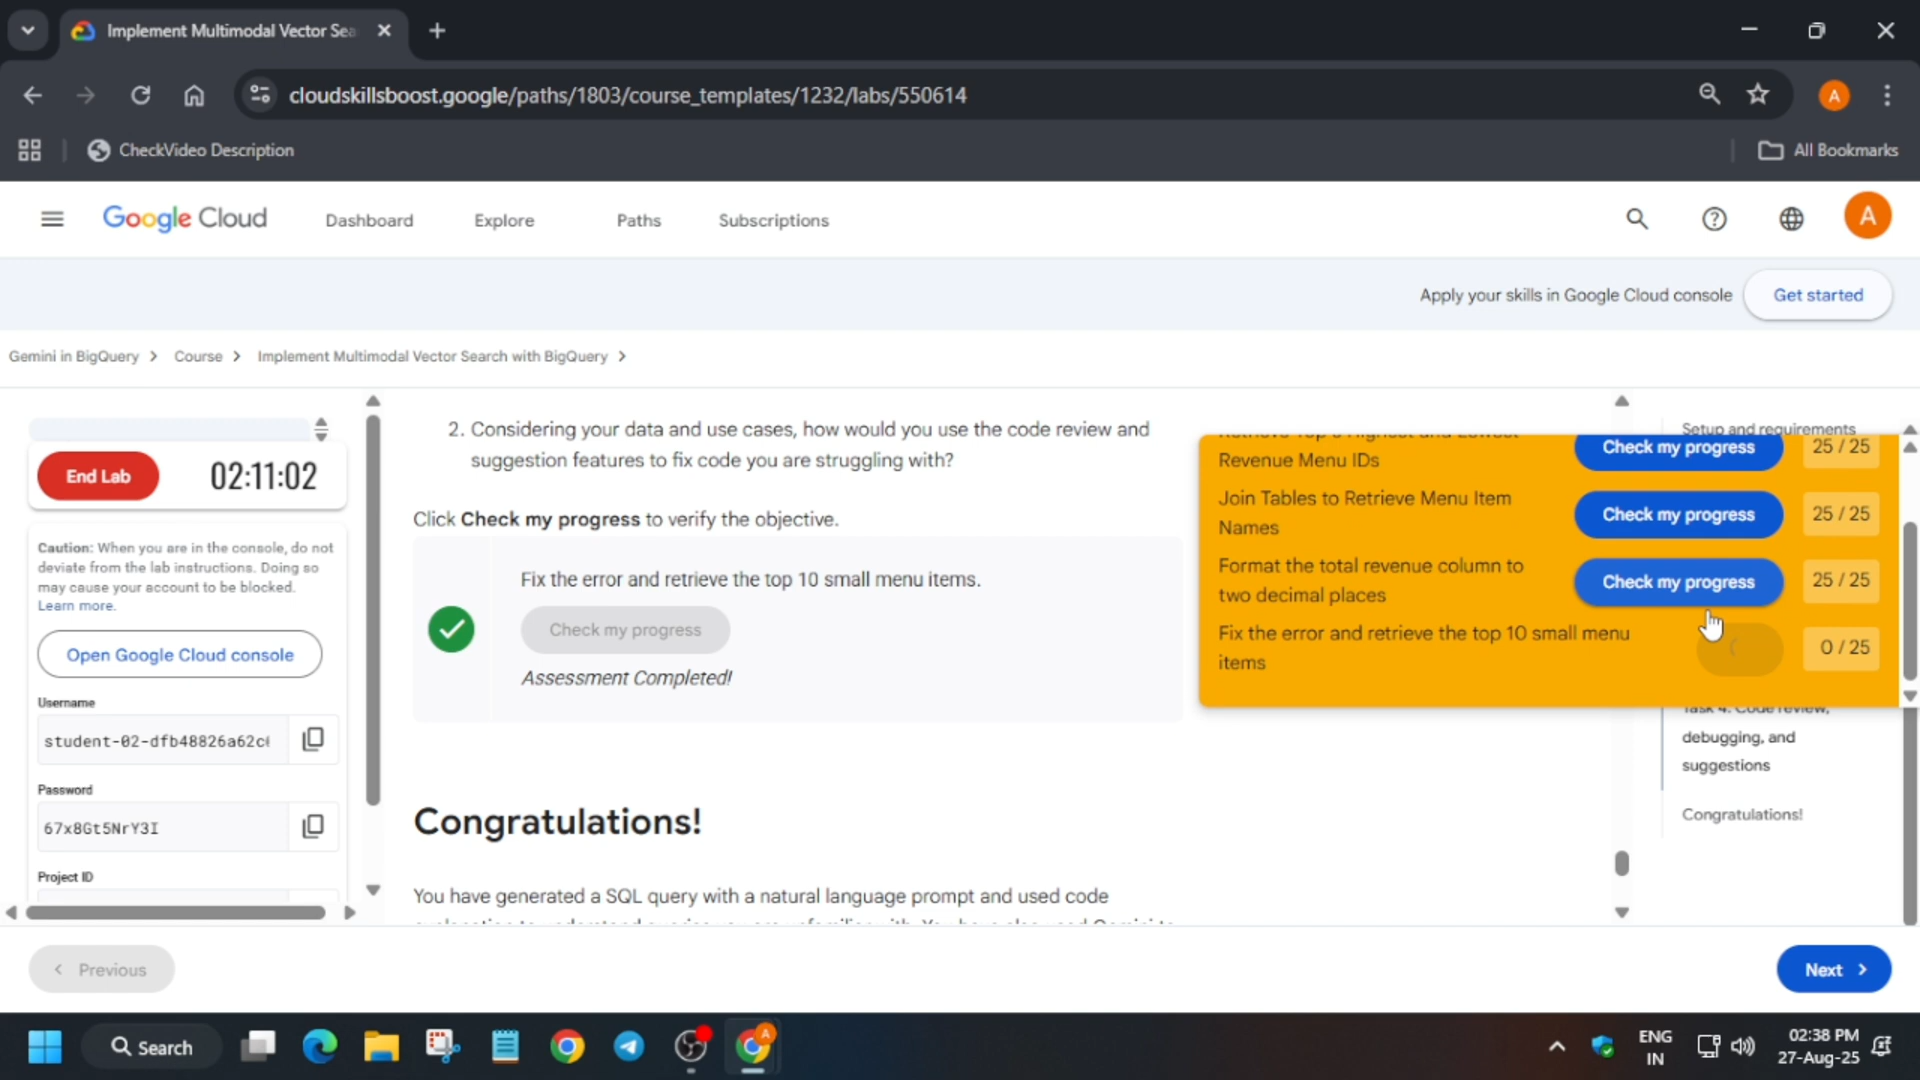 Implement Multimodal Vector Sea
cloudskillsboost.google/paths/1803/course_templates/1232/labs/550614
A
CheckVideo Description
All Bookmarks
Google Cloud
Dashboard
Explore
Paths
Subscriptions
A
Apply your skills in Google Cloud console
Get started
Gemini in BigQuery
Course
Implement Multimodal Vector Search with BigQuery
End Lab
02:11:02
Caution: When you are in the console, do not
deviate from the lab instructions. Doing so
may cause your account to be blocked.
Learn more.
Open Google Cloud console
Username
student-02-dfb48826a62c
Password
67x8Gt5NrY3I
Project ID
2. Considering your data and use cases, how would you use the code review and
suggestion features to fix code you are struggling with?
Click Check my progress to verify the objective.
Fix the error and retrieve the top 10 small menu items.
Check my progress
Assessment Completed!
Congratulations!
You have generated a SQL query with a natural language prompt and used code
Setup and requirements
Revenue Menu IDs
Check my progress
25 / 25
Join Tables to Retrieve Menu Item
Names
Check my progress
25 / 25
Format the total revenue column to
two decimal places
Check my progress
25 / 25
Fix the error and retrieve the top 10 small menu
items
0 / 25
Task 4. Code review,
debugging, and
suggestions
Congratulations!
Previous
Next
Search
A
ENG
IN
02:38 PM
27-Aug-25